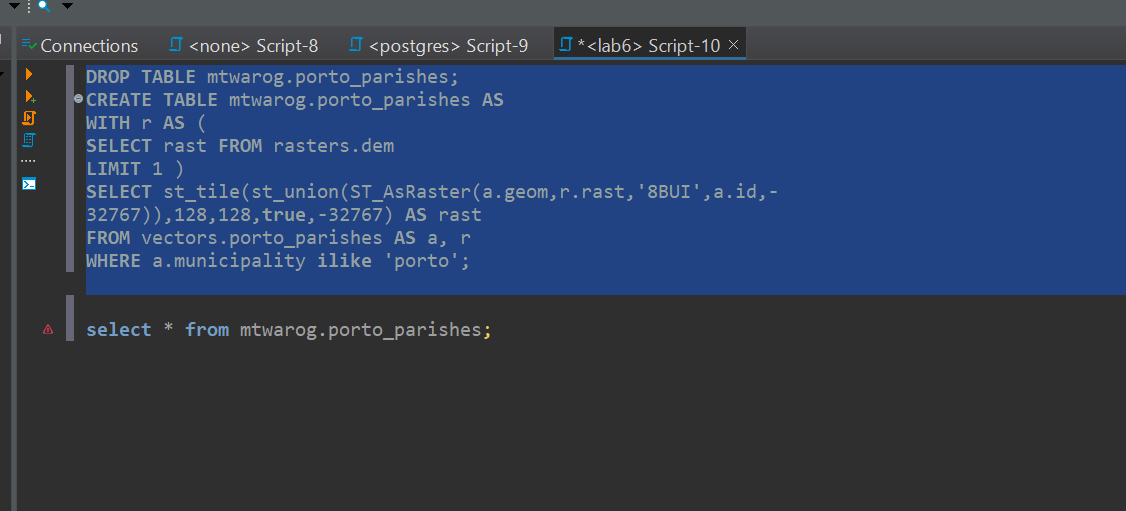 Connections <none> Script-8 <postgres> Script-9 *<lab6> Script-10
DROP TABLE mtwarog.porto_parishes;
CREATE TABLE mtwarog.porto_parishes AS
WITH r AS (
SELECT rast FROM rasters.dem
LIMIT 1 )
SELECT st_tile(st_union(ST_AsRaster(a.geom,r.rast,'8BUI',a.id,-
32767)),128,128,true,-32767) AS rast
FROM vectors.porto_parishes AS a, r
WHERE a.municipality ilike 'porto';
select * from mtwarog.porto_parishes;